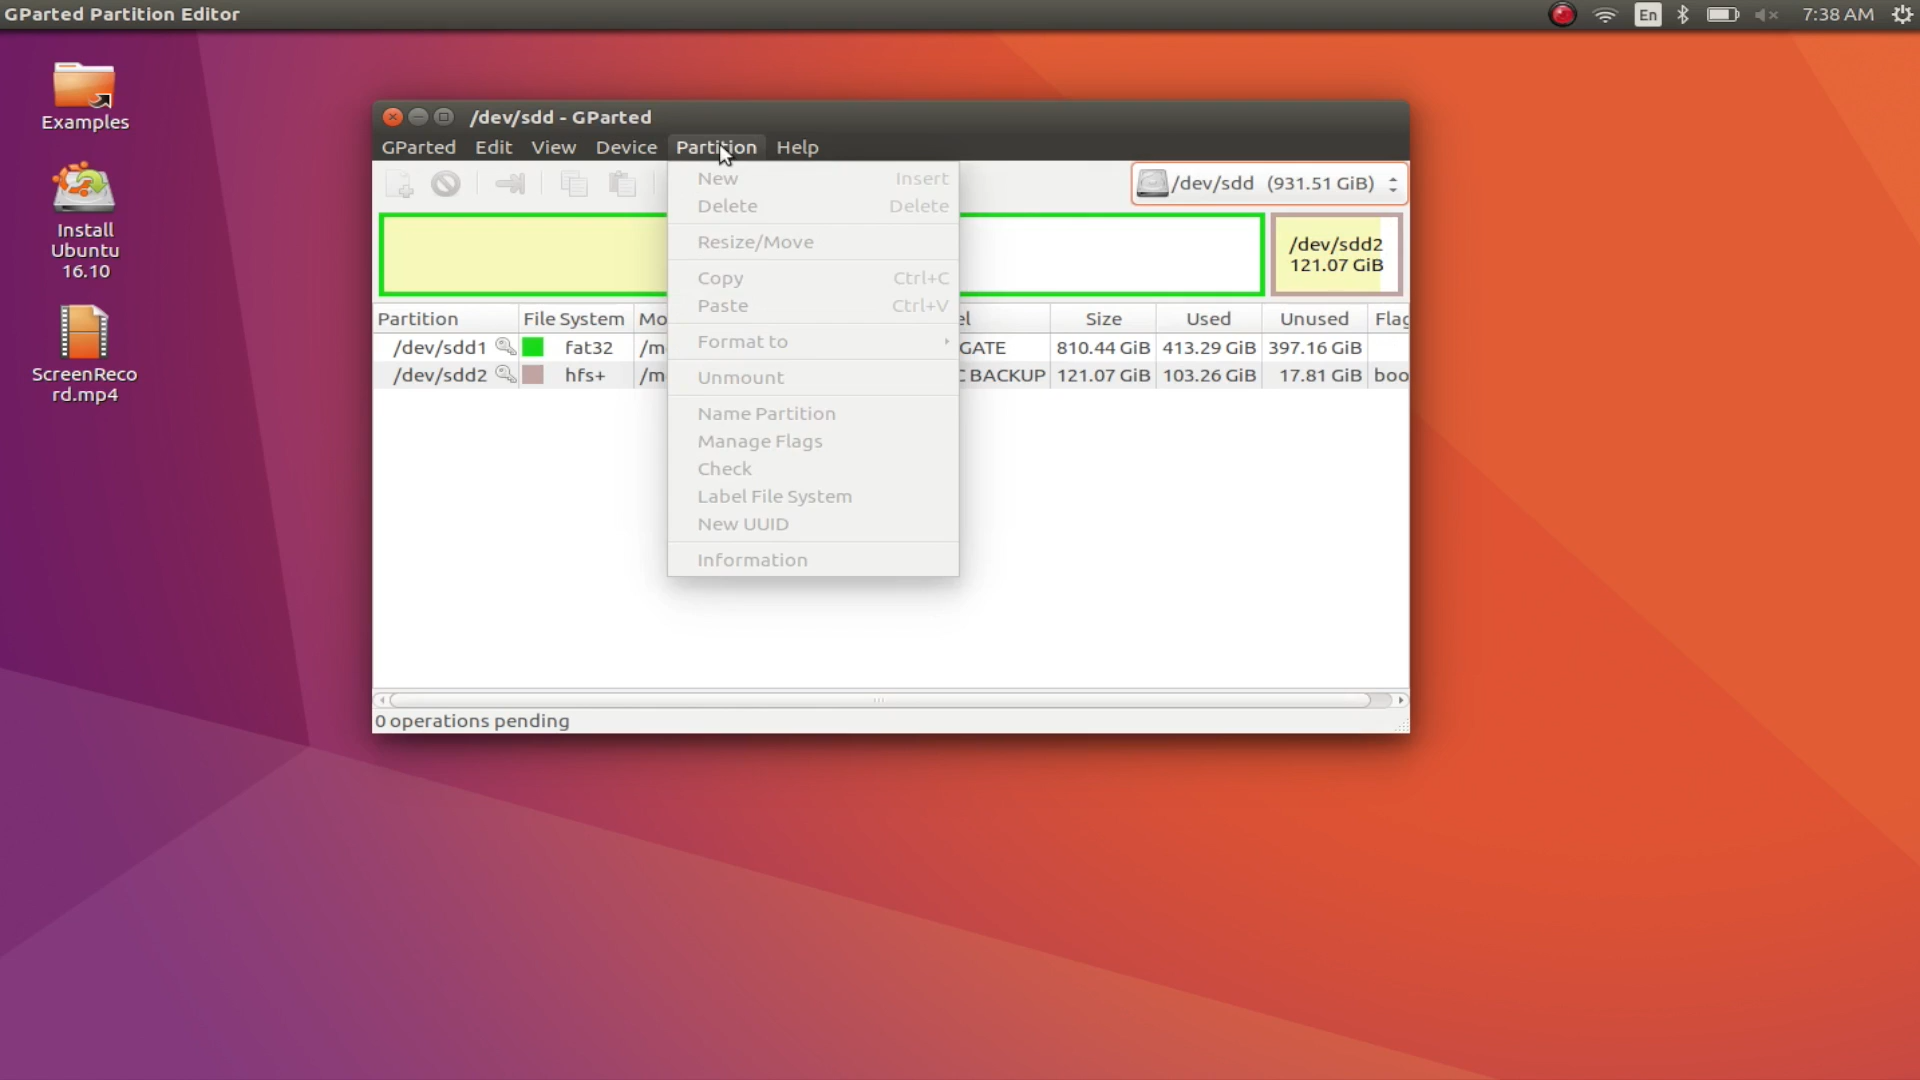 GParted Partition Editor
En
7:38 AM
Examples
Install
Ubuntu
16.10
ScreenReco
rd.mp4
/dev/sdd - GParted
GParted Edit View Device Partition Help
/dev/sdd (931.51 GiB)
New Insert
Delete Delete
Resize/Move
Copy Ctrl+C
Paste Ctrl+V
Format to
Unmount
Name Partition
Manage Flags
Check
Label File System
New UUID
Information
/dev/sdd2
121.07 GiB
Partition File System Mo el Size Used Unused Flag
/dev/sdd1 fat32 /m GATE 810.44 GiB 413.29 GiB 397.16 GiB
/dev/sdd2 hfs+ /m C BACKUP 121.07 GiB 103.26 GiB 17.81 GiB boo
0 operations pending